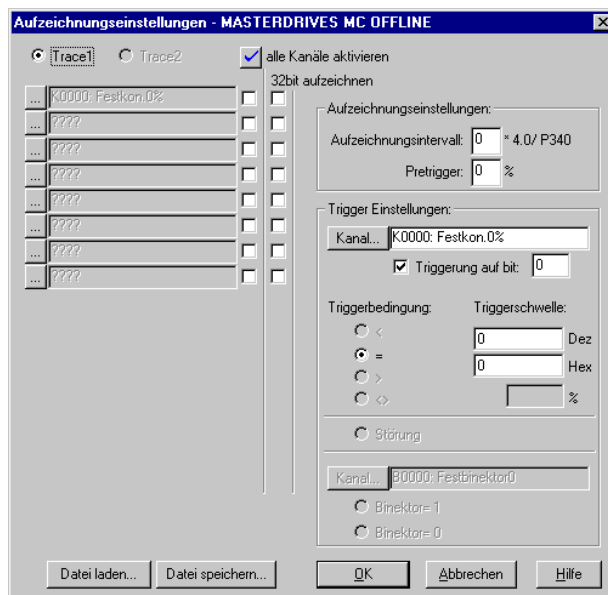 Aufzeichnungseinstellungen - MASTERDRIVES MC OFFLINE
Trace1
Trace2
alle Kanäle aktivieren
32bit aufzeichnen
... K0000: Festkon.0%
... ????
... ????
... ????
... ????
... ????
... ????
... ????
Aufzeichnungseinstellungen:
Aufzeichnungsintervall: 0 * 4.0/ P340
Pretrigger: 0 %
Trigger Einstellungen:
Kanal... K0000: Festkon.0%
Triggerung auf bit: 0
Triggerbedingung:
Triggerschwelle:
<
=
>
<>
0 Dez
0 Hex
%
Störung
Kanal... B0000: Festbinektor0
Binektor= 1
Binektor= 0
Datei laden...
Datei speichern...
OK
Abbrechen
Hilfe